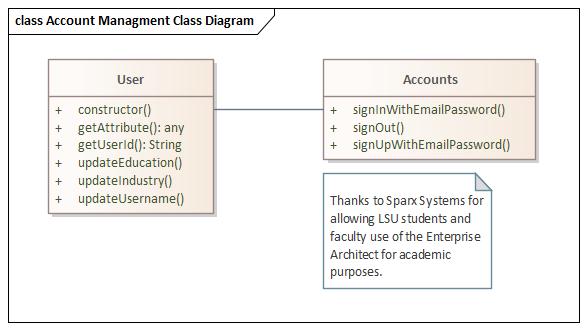 class Account Managment Class Diagram
User
+ constructor()
+ getAttribute(): any
+ getUserId(): String
+ updateEducation()
+ updateIndustry()
+ updateUsername()
Accounts
+ signInWithEmailPassword()
+ signOut()
+ signUpWithEmailPassword()
Thanks to Sparx Systems for
allowing LSU students and
faculty use of the Enterprise
Architect for academic
purposes.